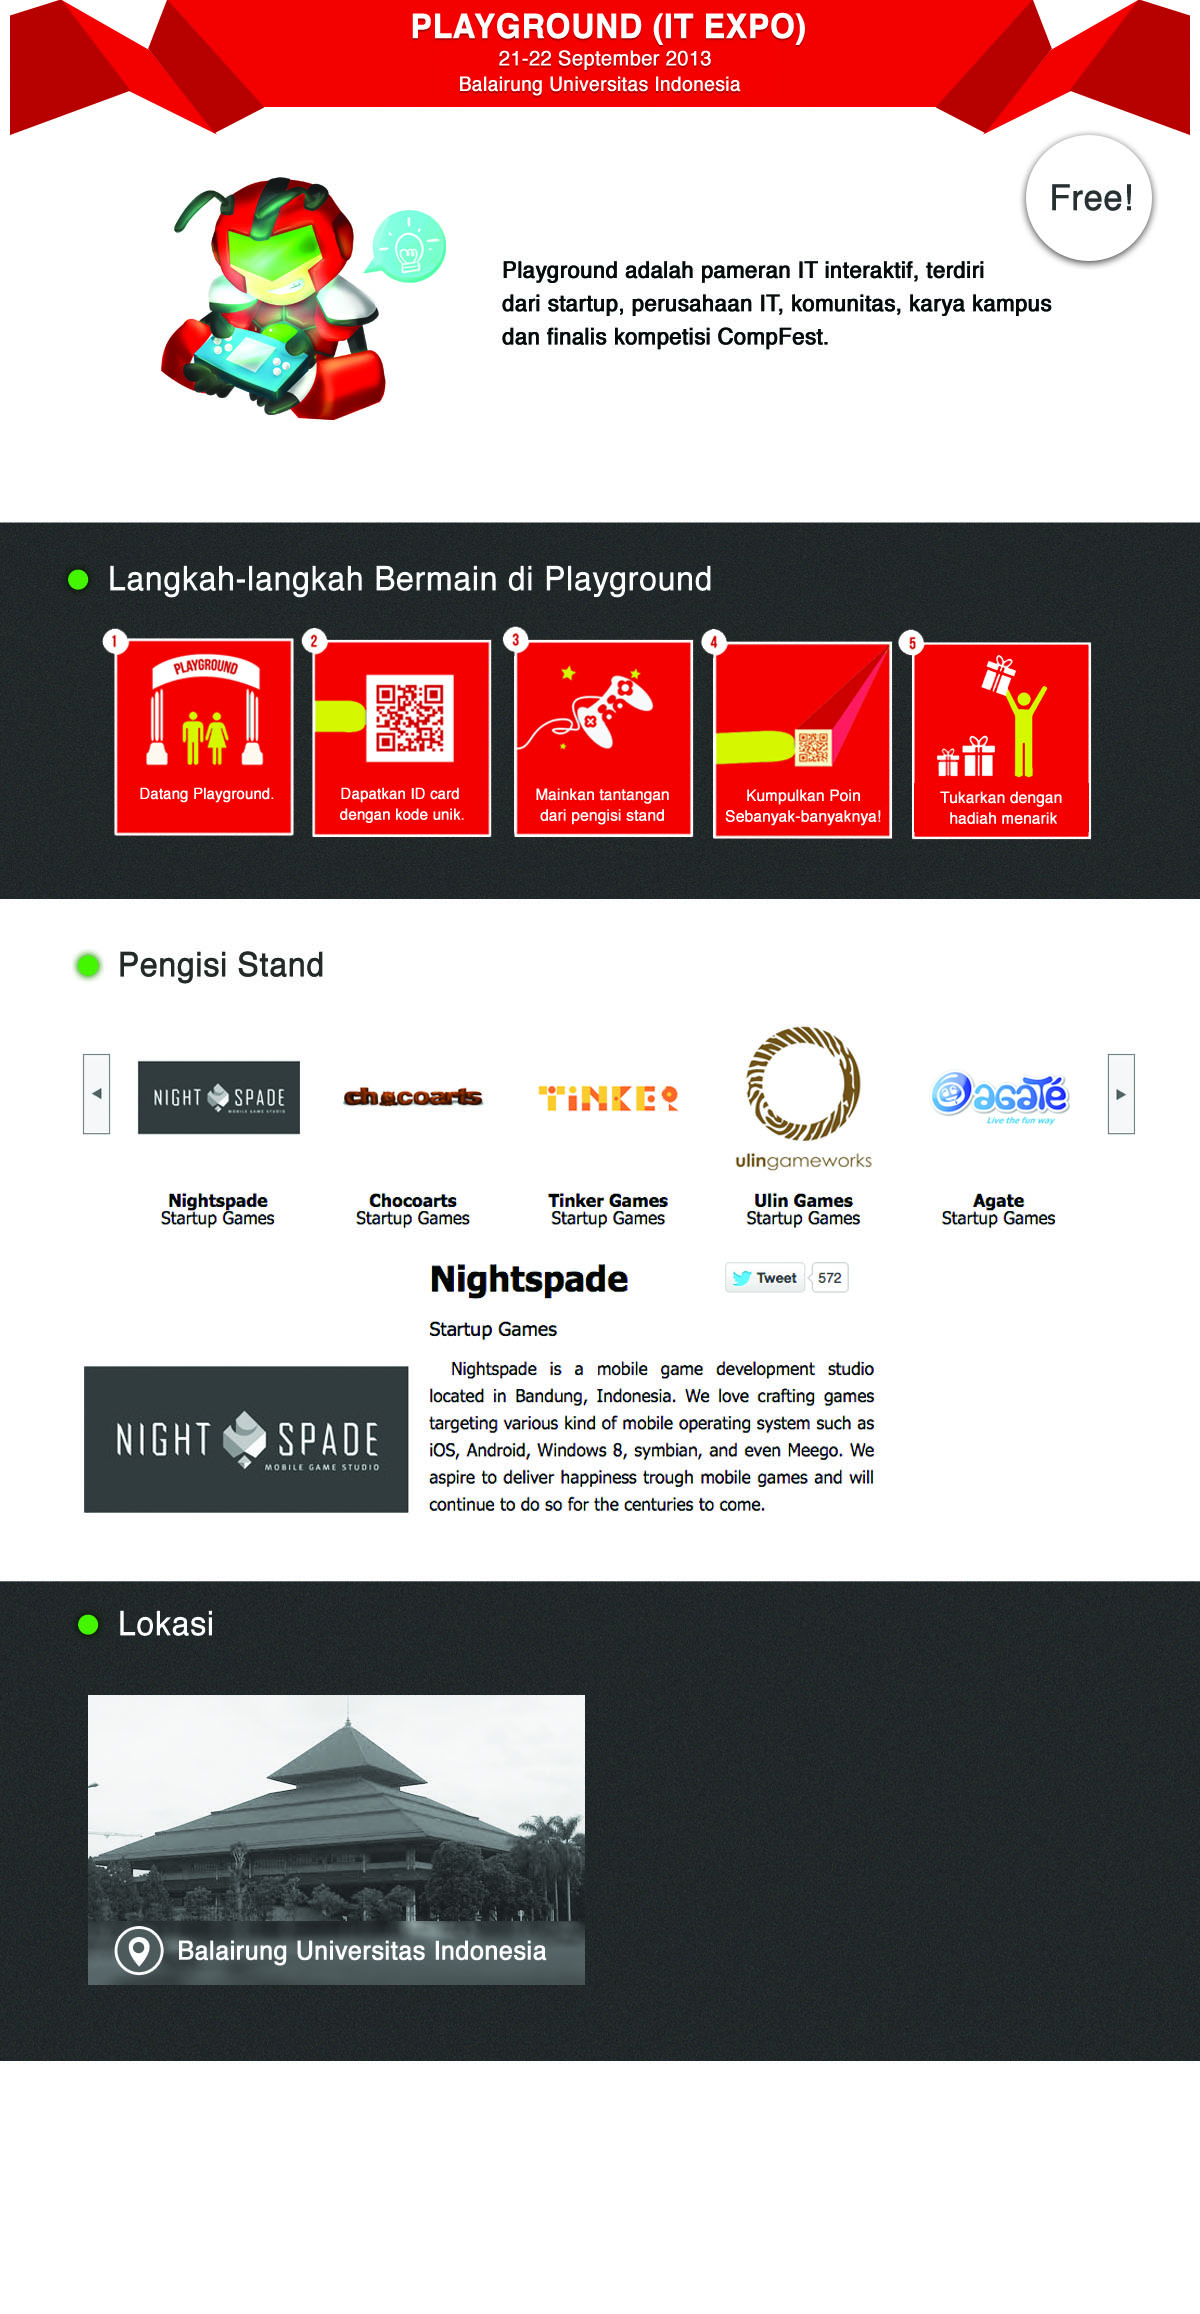 PLAYGROUND (IT EXPO)
21-22 September 2013
Balairung Universitas Indonesia
Free!
Playground adalah pameran IT interaktif, terdiri
dari startup, perusahaan IT, komunitas, karya kampus
dan finalis kompetisi CompFest.
Langkah-langkah Bermain di Playground
1
PLAYGROUND
Datang Playground.
2
Dapatkan ID card
dengan kode unik.
3
Mainkan tantangan
dari pengisi stand
4
Kumpulkan Poin
Sebanyak-banyaknya!
5
Tukarkan dengan
hadiah menarik
Pengisi Stand
NIGHT SPADE
MOBILE GAME STUDIO
chocoarts
TINKER
ulingameworks
agate
Live the fun way
Nightspade
Startup Games
Chocoarts
Startup Games
Tinker Games
Startup Games
Ulin Games
Startup Games
Agate
Startup Games
Nightspade
Tweet 572
Startup Games
NIGHT SPADE
MOBILE GAME STUDIO
Nightspade is a mobile game development studio
located in Bandung, Indonesia. We love crafting games
targeting various kind of mobile operating system such as
iOS, Android, Windows 8, symbian, and even Meego. We
aspire to deliver happiness trough mobile games and will
continue to do so for the centuries to come.
Lokasi
Balairung Universitas Indonesia